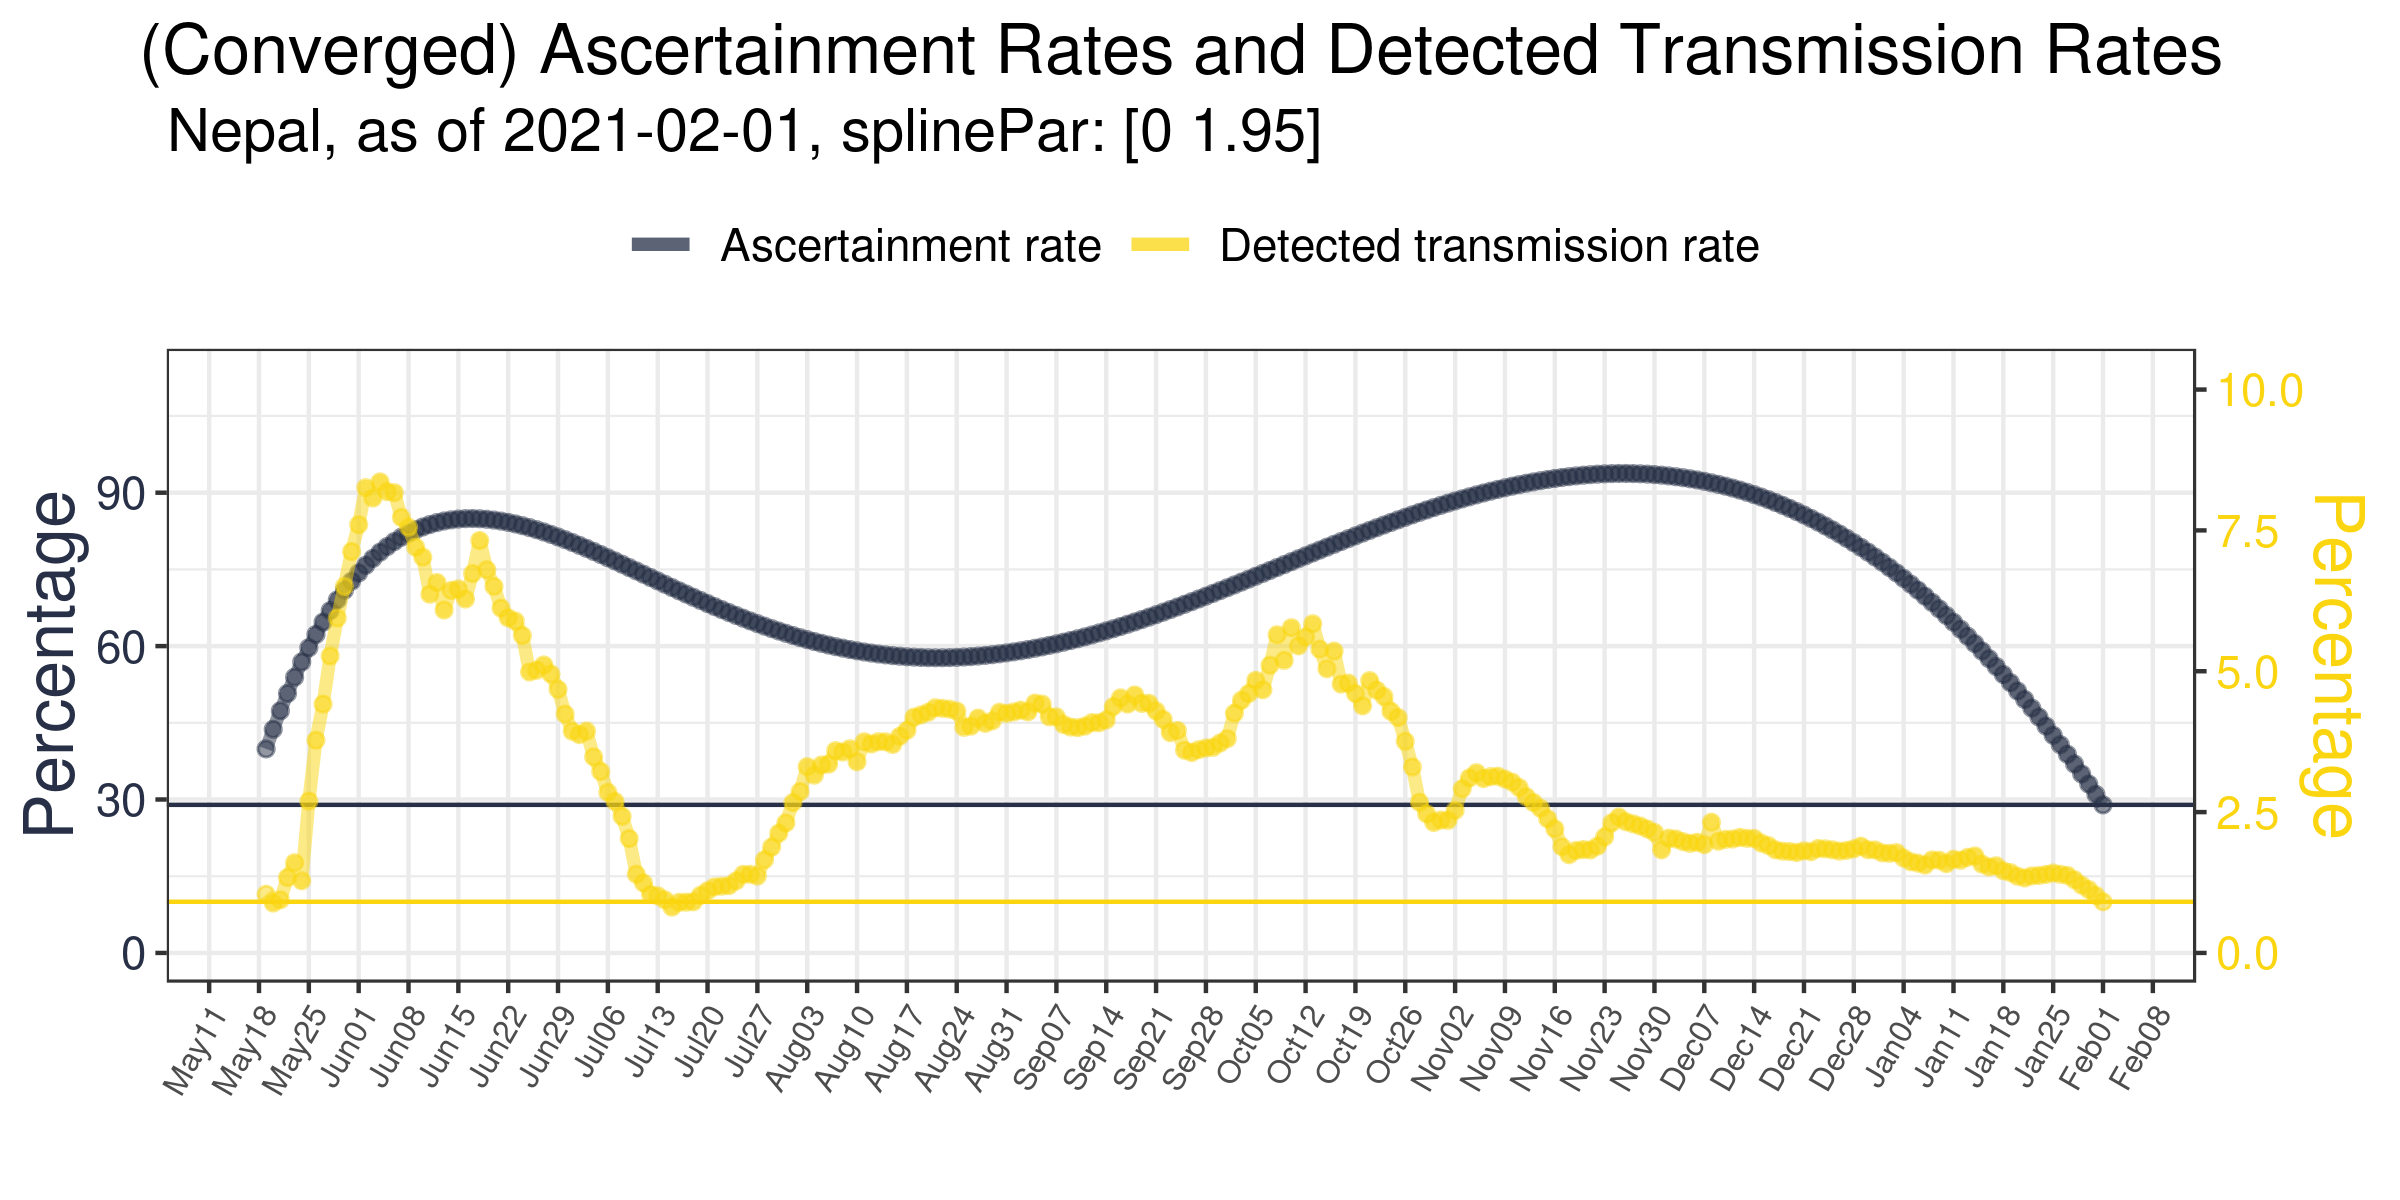 (Converged) Ascertainment Rates and Detected Transmission Rates
Nepal, as of 2021-02-01, splinePar: [0 1.95]
Ascertainment rate Detected transmission rate
Percentage
90
60
30
0
10.0
7.5
5.0
2.5
0.0
Percentage
May11
May18
May25
Jun01
Jun08
Jun15
Jun22
Jun29
Jul06
Jul13
Jul20
Jul27
Aug03
Aug10
Aug17
Aug24
Aug31
Sep07
Sep14
Sep21
Sep28
Oct05
Oct12
Oct19
Oct26
Nov02
Nov09
Nov16
Nov23
Nov30
Dec07
Dec14
Dec21
Dec28
Jan04
Jan11
Jan18
Jan25
Feb01
Feb08